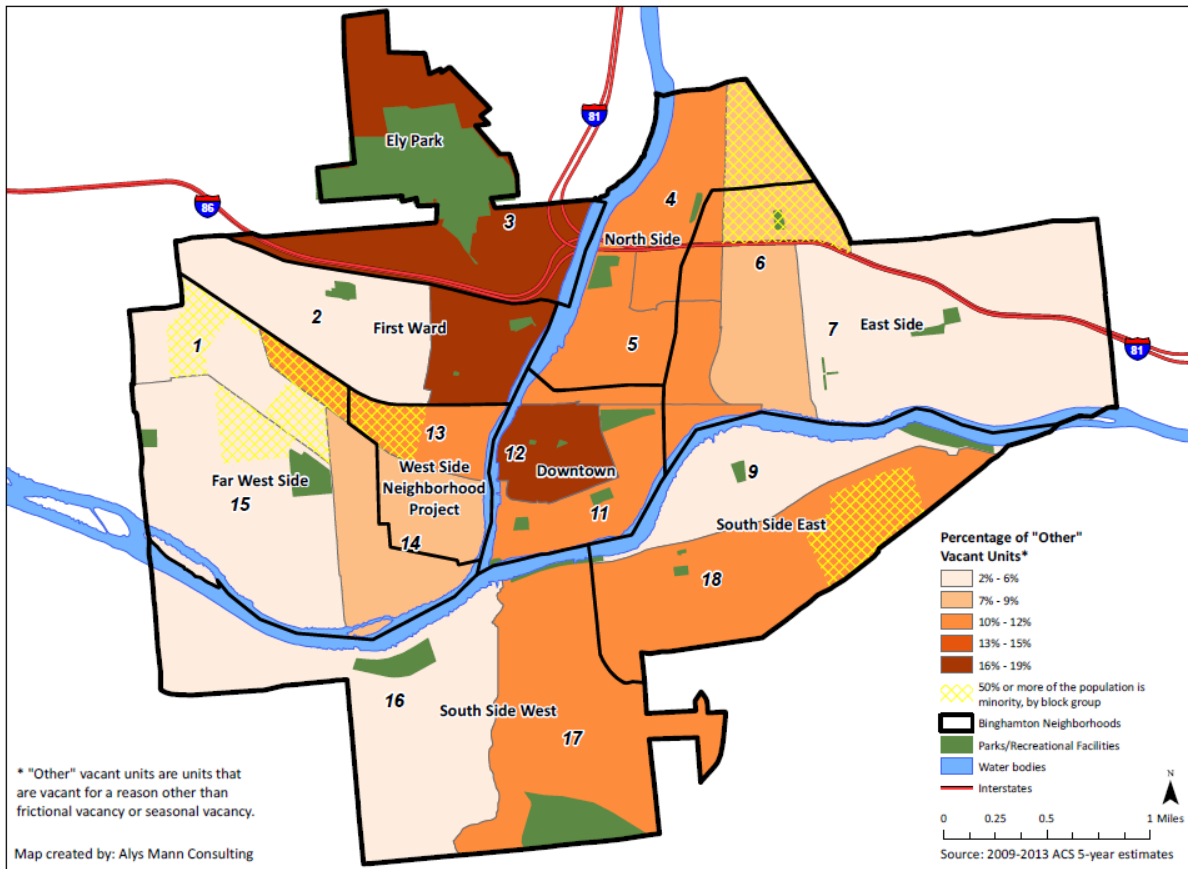 81
Ely Park
86
3
4
North Side
6
2
First Ward
1
5
7
East Side
81
13
12
West Side
Neighborhood
Project
Downtown
9
Far West Side
15
11
South Side East
14
18
16
South Side West
17
Percentage of "Other"
Vacant Units*
2% - 6%
7% - 9%
10% - 12%
13% - 15%
16% - 19%
50% or more of the population is
minority, by block group
Binghamton Neighborhoods
Parks/Recreational Facilities
Water bodies
Interstates
N
0 0.25 0.5 1 Miles
Source: 2009-2013 ACS 5-year estimates
* "Other" vacant units are units that
are vacant for a reason other than
frictional vacancy or seasonal vacancy.
Map created by: Alys Mann Consulting